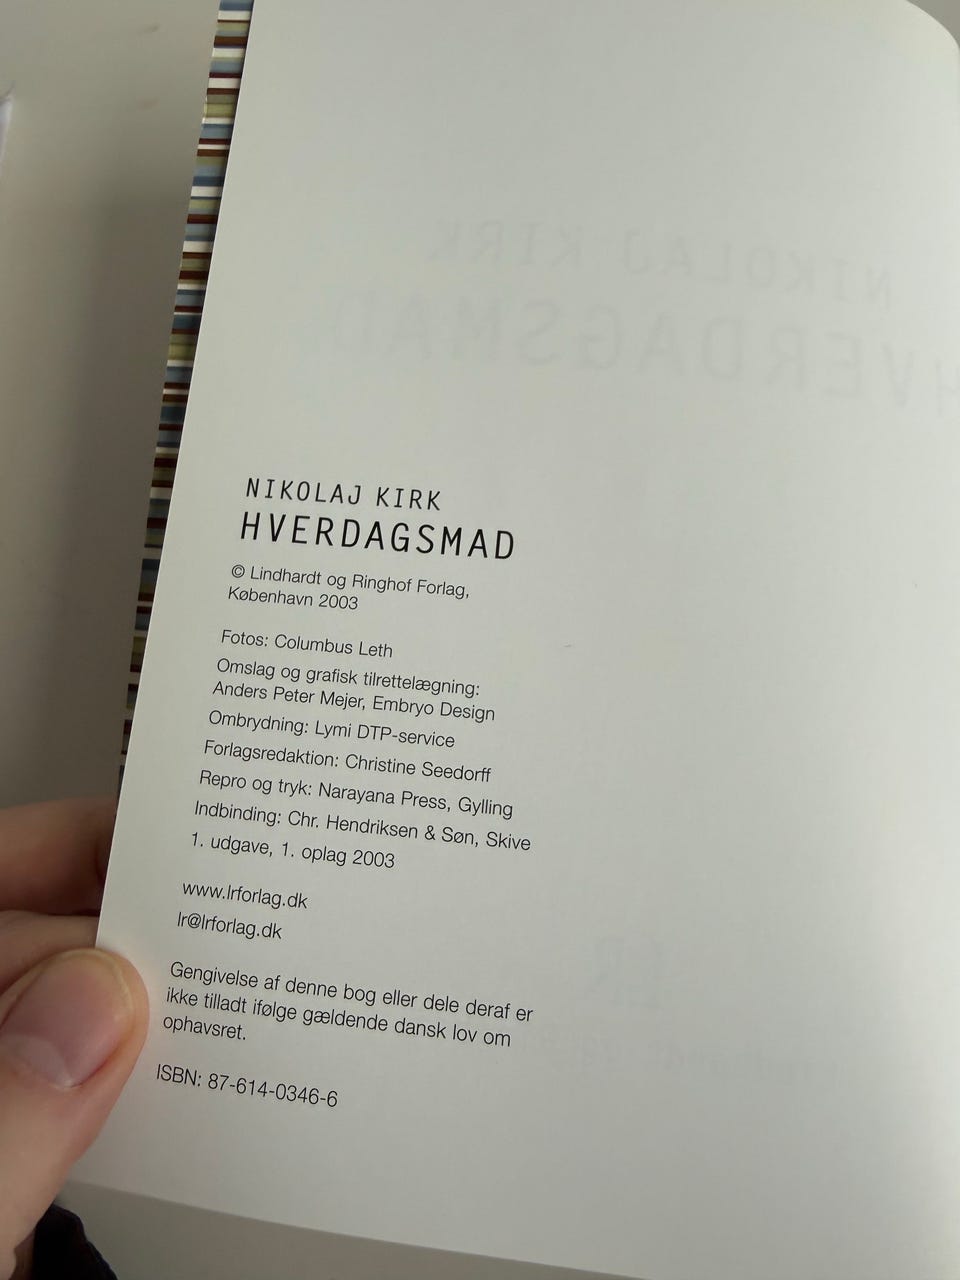 NIKOLAJ KIRK
HVERDAGSMAD
© Lindhardt og Ringhof Forlag,
København 2003
Fotos: Columbus Leth
Omslag og grafisk tilrettelægning:
Anders Peter Mejer, Embryo Design
Ombrydning: Lymi DTP-service
Forlagsredaktion: Christine Seedorff
Repro og tryk: Narayana Press, Gylling
Indbinding: Chr. Hendriksen & Søn, Skive
1. udgave, 1. oplag 2003
www.lrforlag.dk
lr@lrforlag.dk
Gengivelse af denne bog eller dele deraf er
ikke tilladt ifølge gældende dansk lov om
ophavsret.
ISBN: 87-614-0346-6